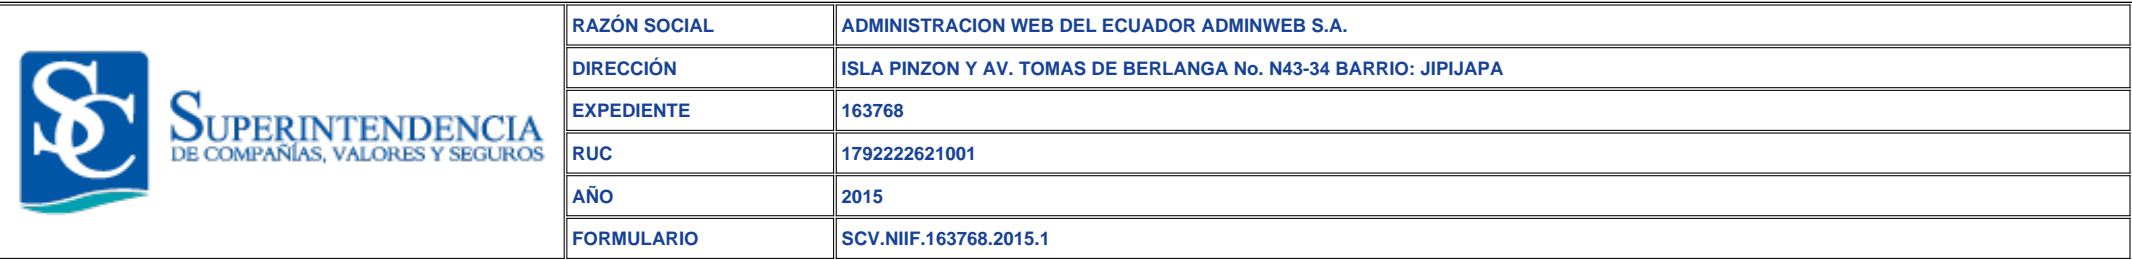 SC
SUPERINTENDENCIA
DE COMPAÑÍAS, VALORES Y SEGUROS
RAZÓN SOCIAL ADMINISTRACION WEB DEL ECUADOR ADMINWEB S.A.
DIRECCIÓN ISLA PINZON Y AV. TOMAS DE BERLANGA No. N43-34 BARRIO: JIPIJAPA
EXPEDIENTE 163768
RUC 1792222621001
AÑO 2015
FORMULARIO SCV.NIIF.163768.2015.1